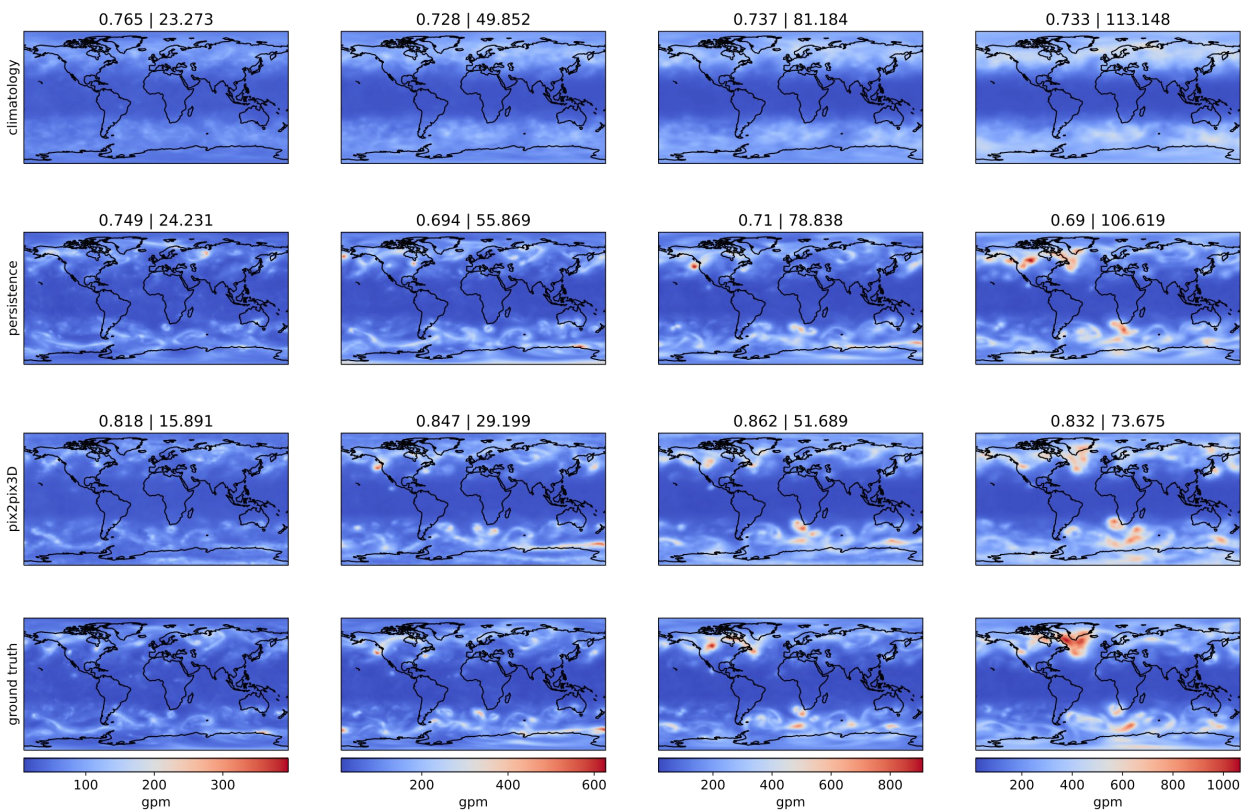 0.765 | 23.273 0.728 | 49.852 0.737 | 81.184 0.733 | 113.148
climatology
0.749 | 24.231 0.694 | 55.869 0.71 | 78.838 0.69 | 106.619
persistence
0.818 | 15.891 0.847 | 29.199 0.862 | 51.689 0.832 | 73.675
pix2pix3D
ground truth
100 200 300 200 400 600 200 400 600 800 200 400 600 800 1000
gpm gpm gpm gpm